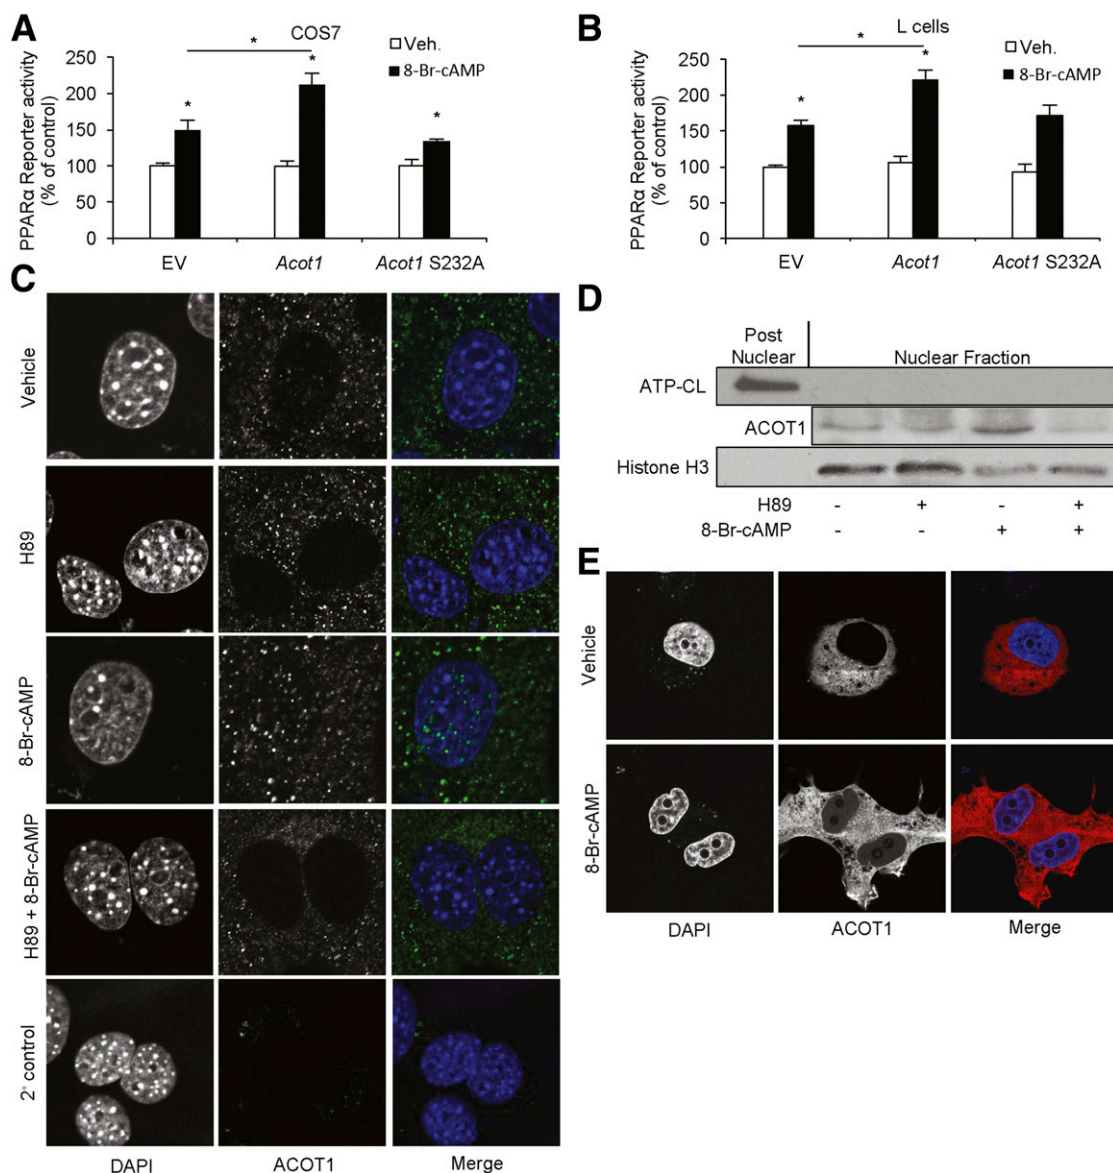 A
COS7
Veh.
8-Br-cAMP
PPARα Reporter activity
(% of control)
250
200
150
100
50
0
*
*
*
*
EV
Acot1
Acot1 S232A
B
L cells
Veh.
8-Br-cAMP
PPARα Reporter activity
(% of control)
250
200
150
100
50
0
*
*
*
EV
Acot1
Acot1 S232A
C
Vehicle
H89
8-Br-cAMP
H89 + 8-Br-cAMP
2° control
DAPI
ACOT1
Merge
D
Post
Nuclear
Nuclear Fraction
ATP-CL
ACOT1
Histone H3
H89 - + - +
8-Br-cAMP - - + +
E
Vehicle
8-Br-cAMP
DAPI
ACOT1
Merge